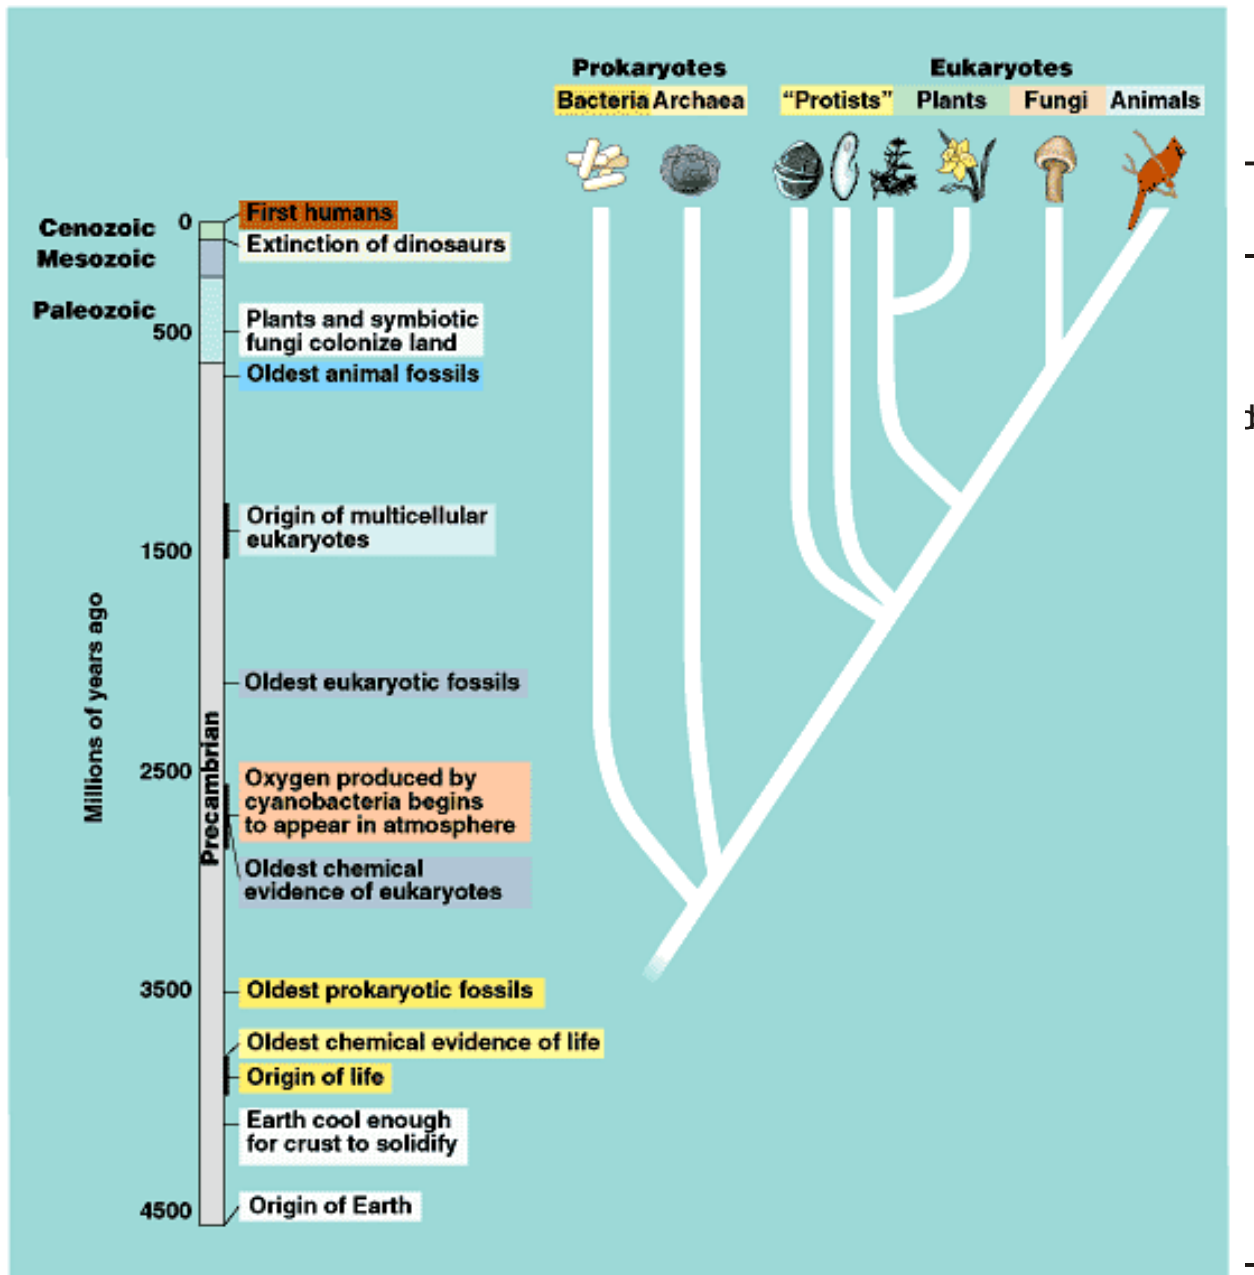 Prokaryotes
Eukaryotes
Bacteria Archaea
"Protists" Plants Fungi Animals
Cenozoic
Mesozoic
Paleozoic
0
500
1500
2500
3500
4500
Millions of years ago
Precambrian
First humans
Extinction of dinosaurs
Plants and symbiotic
fungi colonize land
Oldest animal fossils
Origin of multicellular
eukaryotes
Oldest eukaryotic fossils
Oxygen produced by
cyanobacteria begins
to appear in atmosphere
Oldest chemical
evidence of eukaryotes
Oldest prokaryotic fossils
Oldest chemical evidence of life
Origin of life
Earth cool enough
for crust to solidify
Origin of Earth